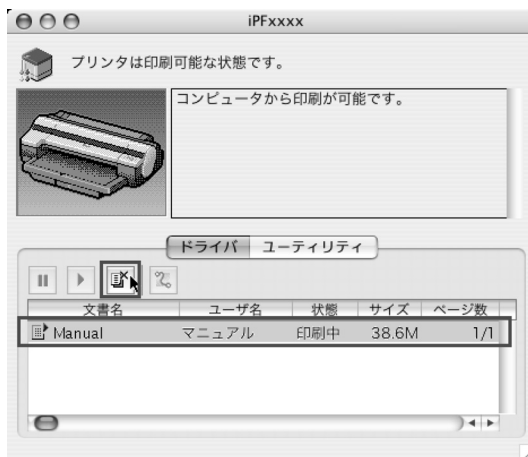 iPFxxxx
プリンタは印刷可能な状態です。
コンピュータから印刷が可能です。
ドライバ ユーティリティ
文書名 ユーザ名 状態 サイズ ページ数
Manual マニュアル 印刷中 38.6M 1/1